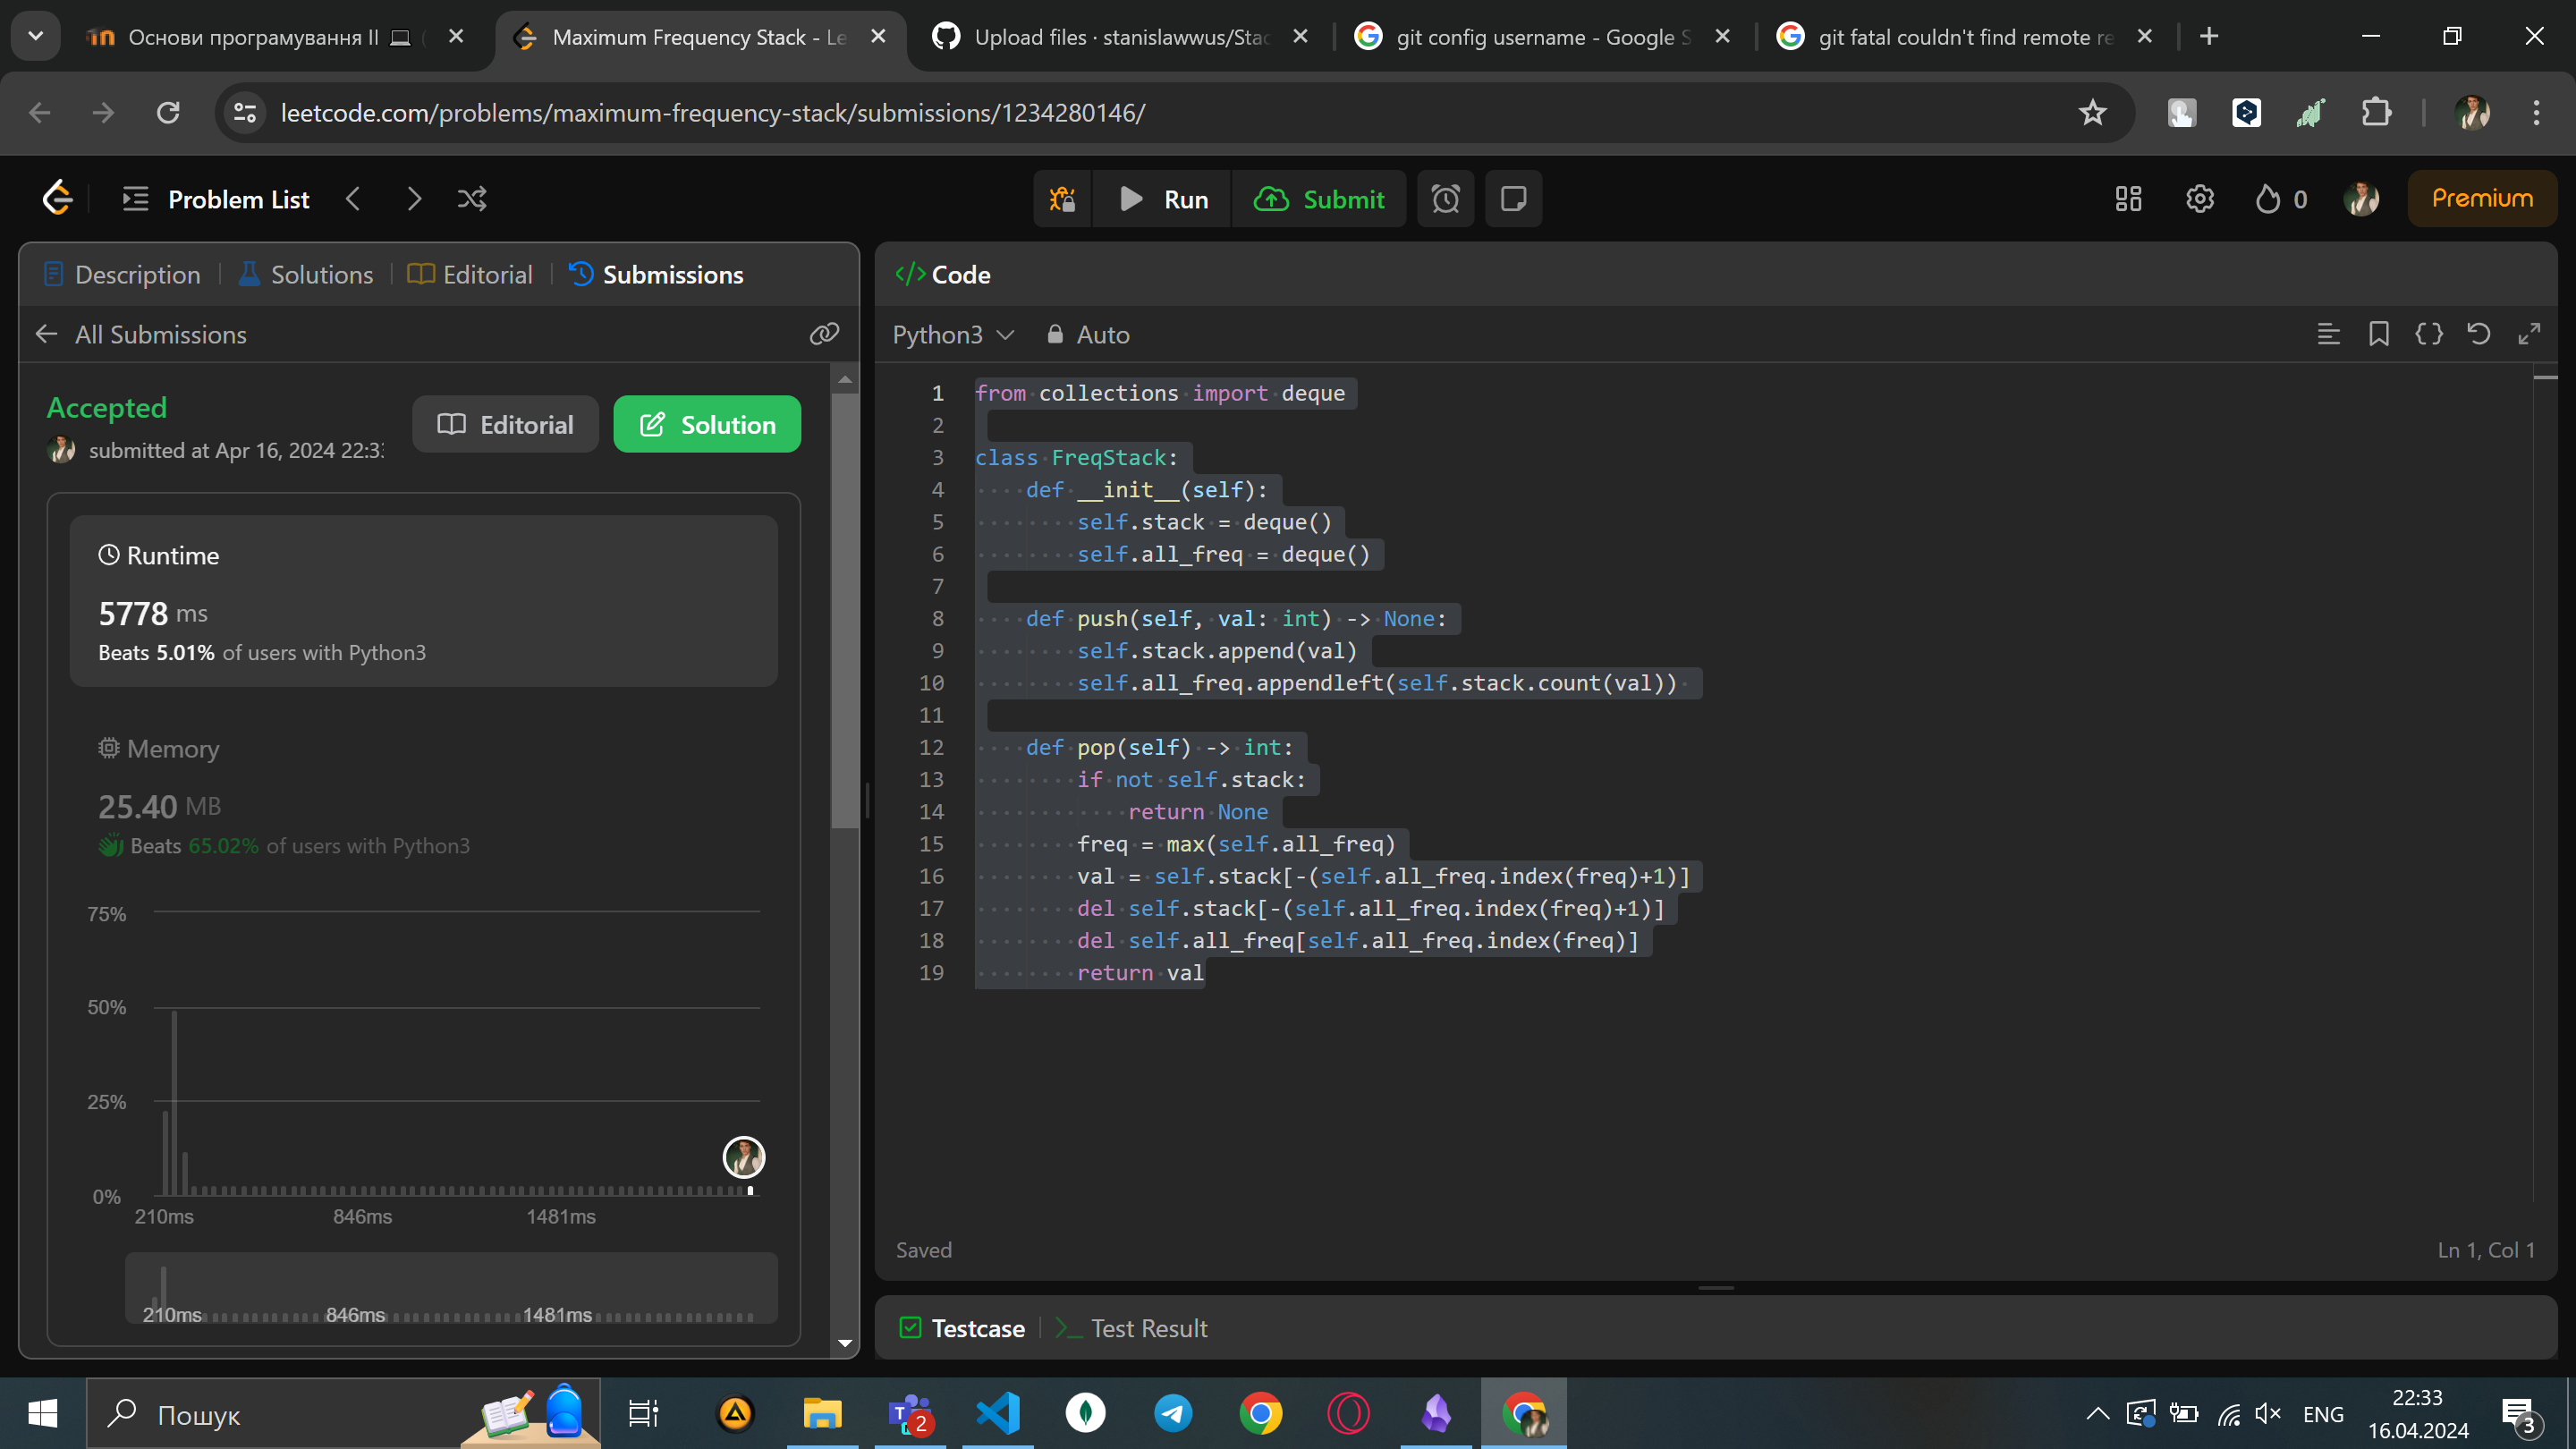 Основи програмування II 💻 (
Maximum Frequency Stack - Le
Upload files · stanislawwus/Stac
git config username - Google S
git fatal couldn't find remote re
leetcode.com/problems/maximum-frequency-stack/submissions/1234280146/
Problem List
Run
Submit
0
Premium
Description
Solutions
Editorial
Submissions
All Submissions
Accepted
submitted at Apr 16, 2024 22:33
Editorial
Solution
Runtime
5778 ms
Beats 5.01% of users with Python3
Memory
25.40 MB
Beats 65.02% of users with Python3
75%
50%
25%
0%
210ms
846ms
1481ms
210ms
846ms
1481ms
Code
Python3
Auto
1 from collections import deque
2
3 class FreqStack:
4     def __init__(self):
5         self.stack = deque()
6         self.all_freq = deque()
7
8     def push(self, val: int) -> None:
9         self.stack.append(val)
10         self.all_freq.appendleft(self.stack.count(val))
11
12     def pop(self) -> int:
13         if not self.stack:
14             return None
15         freq = max(self.all_freq)
16         val = self.stack[-(self.all_freq.index(freq)+1)]
17         del self.stack[-(self.all_freq.index(freq)+1)]
18         del self.all_freq[self.all_freq.index(freq)]
19         return val
Saved
Ln 1, Col 1
Testcase
Test Result
Пошук
2
ENG
22:33
16.04.2024
3